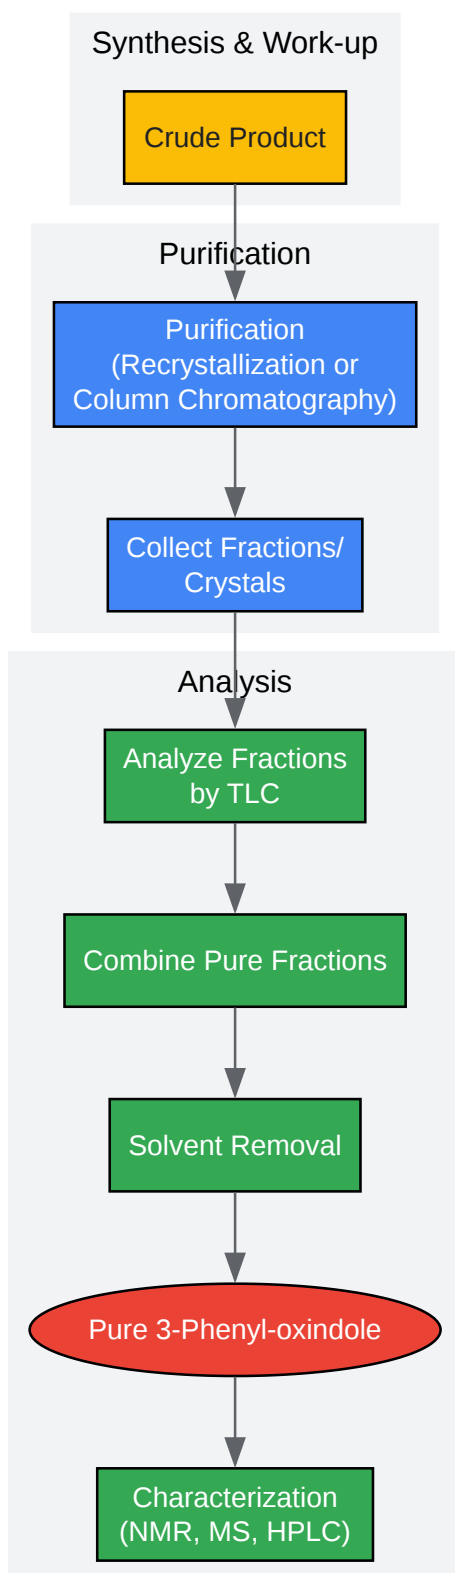 Synthesis & Work-up
Crude Product
Purification
Purification
(Recrystallization or
Column Chromatography)
Collect Fractions/
Crystals
Analysis
Analyze Fractions
by TLC
Combine Pure Fractions
Solvent Removal
Pure 3-Phenyl-oxindole
Characterization
(NMR, MS, HPLC)